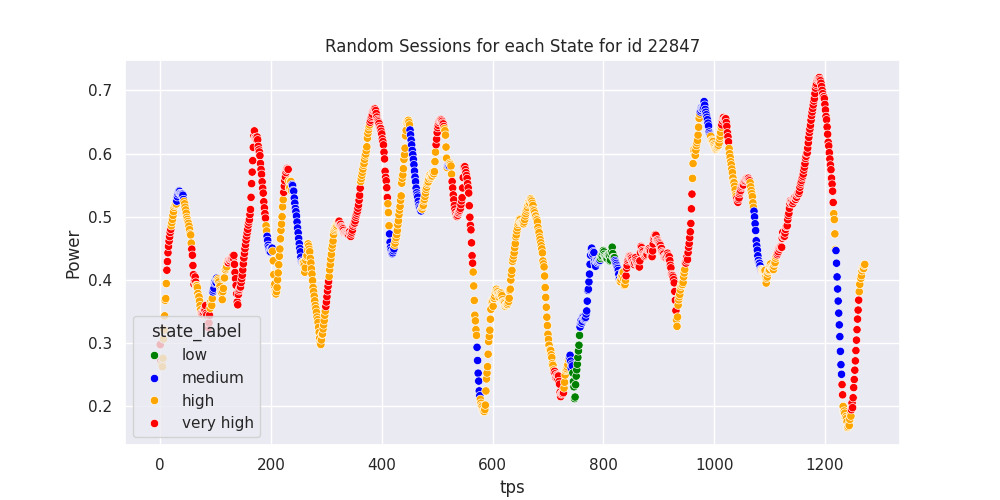 Random Sessions for each State for id 22847
Power
0.7
0.6
0.5
0.4
0.3
0.2
state_label
low
medium
high
very high
0 200 400 600 800 1000 1200
tps